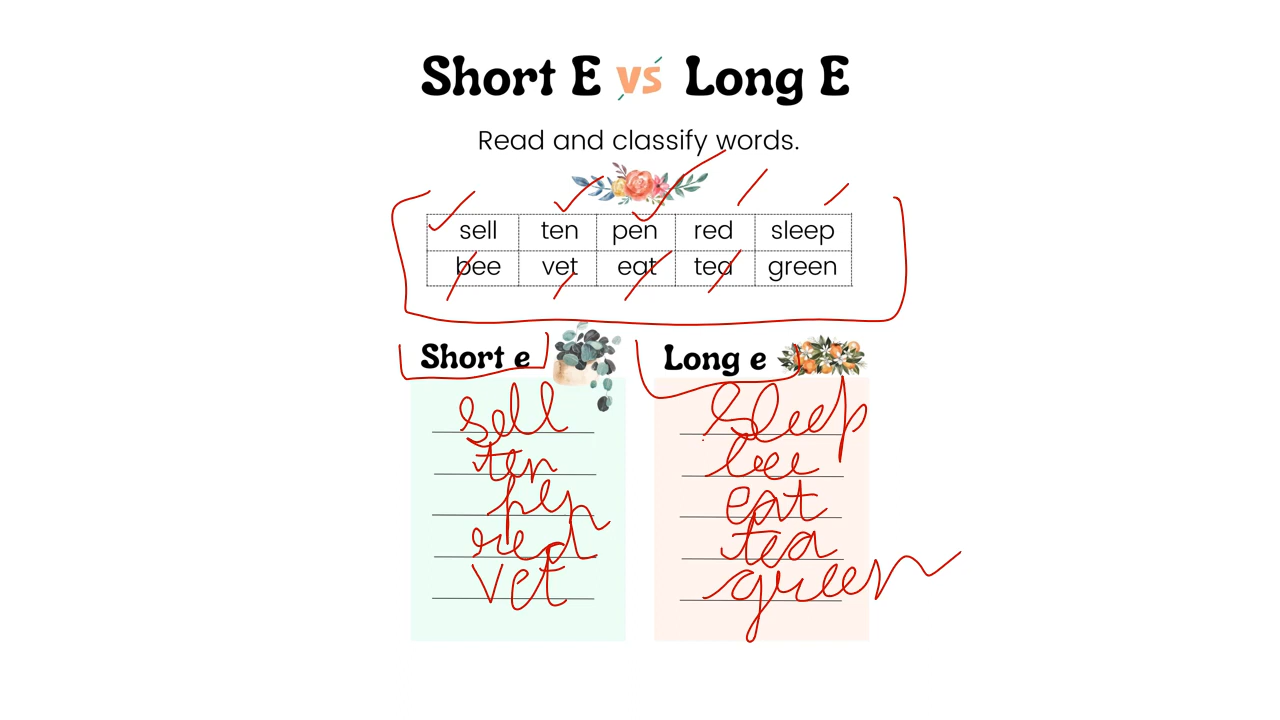 Short E vs Long E
Read and classify words.
sell ten pen red sleep
bee vet eat tea green
Short e Long e
sell sleep
ten bee
pen eat
red tea
vet green